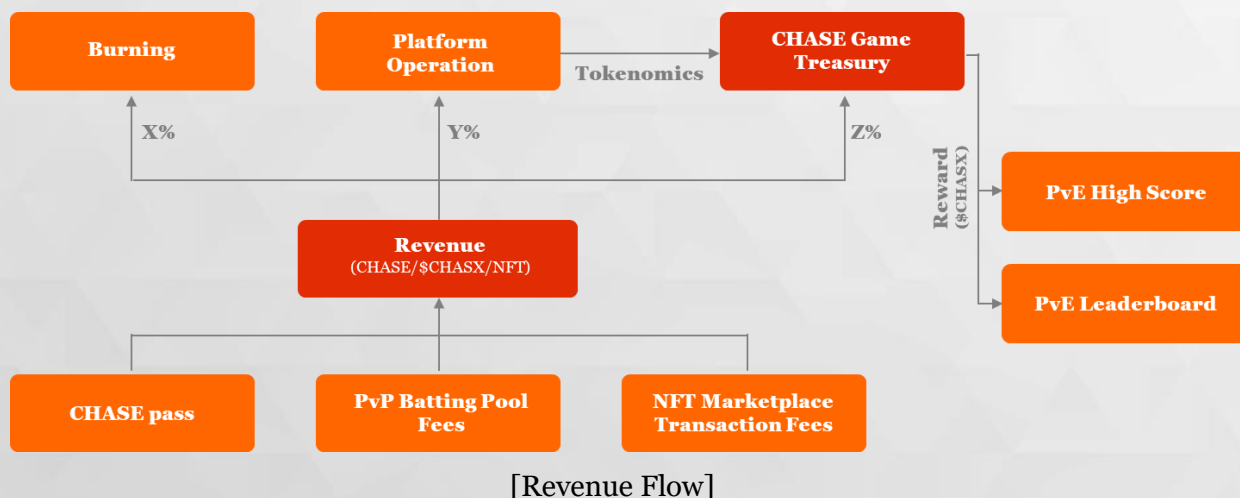 Burning
Platform
Operation
CHASE Game
Treasury
Tokenomics
X%
Y%
Z%
Reward
($CHASX)
PvE High Score
Revenue
(CHASE/$CHASX/NFT)
PvE Leaderboard
CHASE pass
PvP Batting Pool
Fees
NFT Marketplace
Transaction Fees
[Revenue Flow]